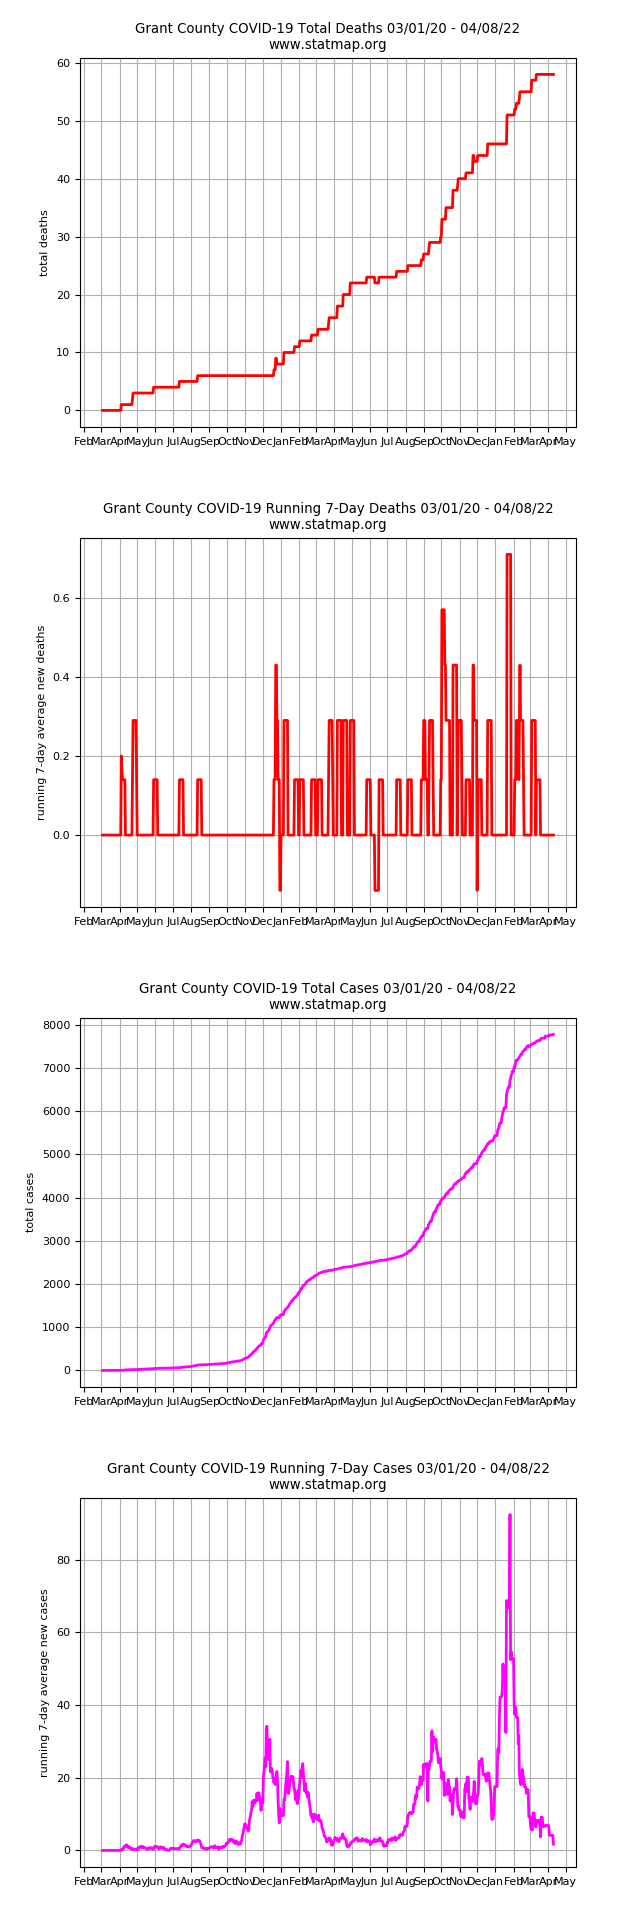 Grant County COVID-19 Total Deaths 03/01/20 - 04/08/22
www.statmap.org
60
50
40
30
20
10
0
total deaths
Feb Mar Apr May Jun Jul Aug Sep Oct Nov Dec Jan Feb Mar Apr May Jun Jul Aug Sep Oct Nov Dec Jan Feb Mar Apr May
Grant County COVID-19 Running 7-Day Deaths 03/01/20 - 04/08/22
www.statmap.org
0.6
0.4
0.2
0.0
running 7-day average new deaths
Feb Mar Apr May Jun Jul Aug Sep Oct Nov Dec Jan Feb Mar Apr May Jun Jul Aug Sep Oct Nov Dec Jan Feb Mar Apr May
Grant County COVID-19 Total Cases 03/01/20 - 04/08/22
www.statmap.org
8000
7000
6000
5000
4000
3000
2000
1000
0
total cases
Feb Mar Apr May Jun Jul Aug Sep Oct Nov Dec Jan Feb Mar Apr May Jun Jul Aug Sep Oct Nov Dec Jan Feb Mar Apr May
Grant County COVID-19 Running 7-Day Cases 03/01/20 - 04/08/22
www.statmap.org
80
60
40
20
0
running 7-day average new cases
Feb Mar Apr May Jun Jul Aug Sep Oct Nov Dec Jan Feb Mar Apr May Jun Jul Aug Sep Oct Nov Dec Jan Feb Mar Apr May